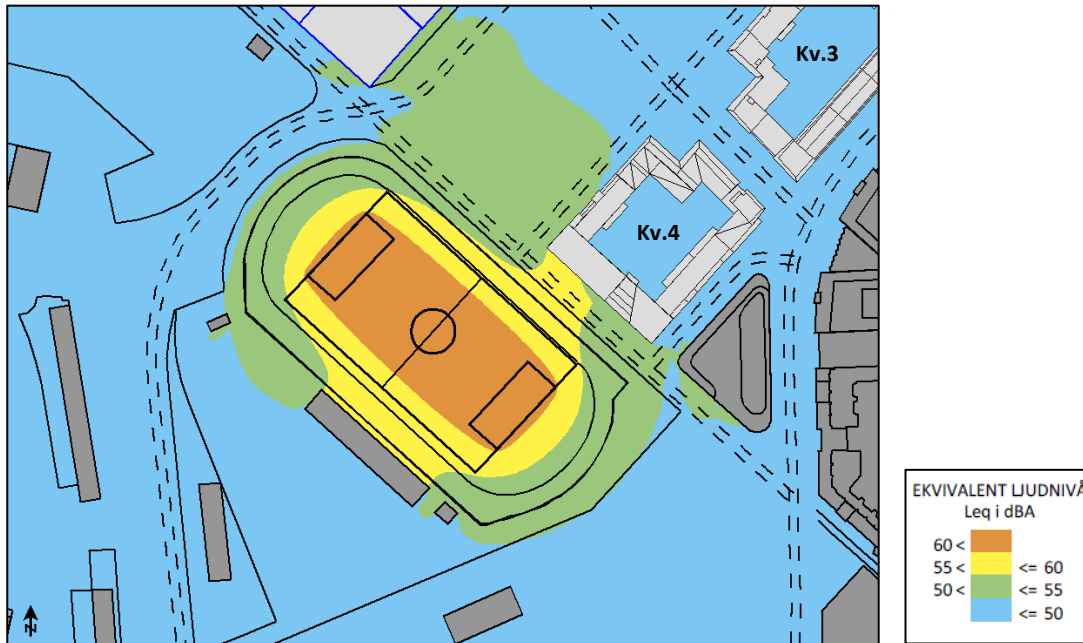 Kv.3
Kv.4
N
EKVIVALENT LJUDNIVÅ
Leq i dBA
60 <
55 < <= 60
50 < <= 55
<= 50